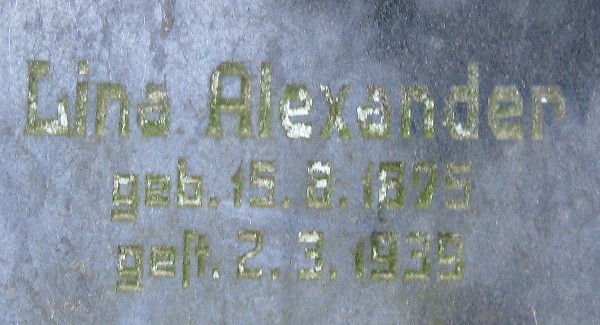 Lina Alexander
geb. 15. 8. 1875
gest. 2. 3. 1939